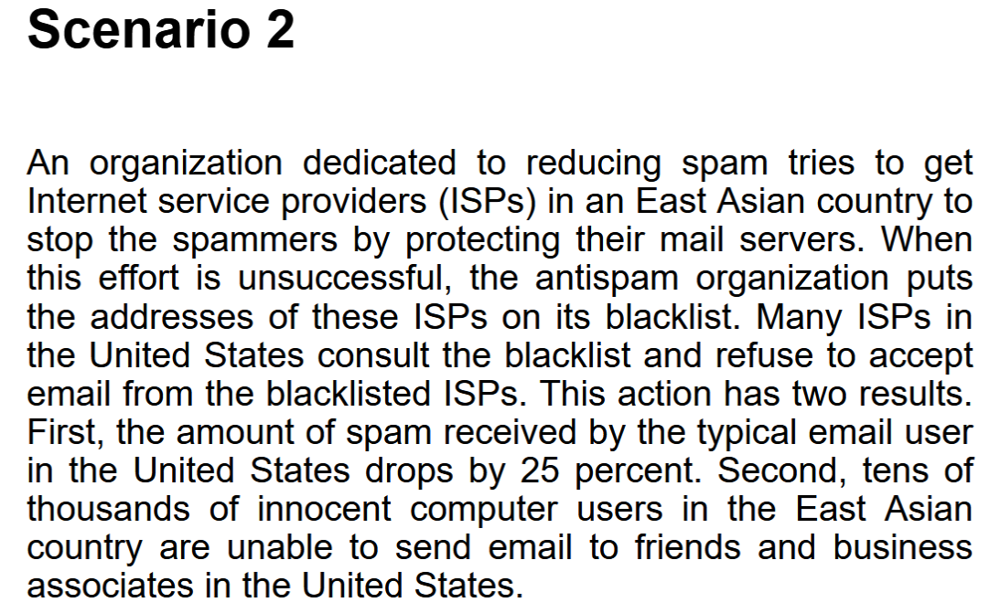 Scenario 2
An organization dedicated to reducing spam tries to get
Internet service providers (ISPs) in an East Asian country to
stop the spammers by protecting their mail servers. When
this effort is unsuccessful, the antispam organization puts
the addresses of these ISPs on its blacklist. Many ISPs in
the United States consult the blacklist and refuse to accept
email from the blacklisted ISPs. This action has two results.
First, the amount of spam received by the typical email user
in the United States drops by 25 percent. Second, tens of
thousands of innocent computer users in the East Asian
country are unable to send email to friends and business
associates in the United States.